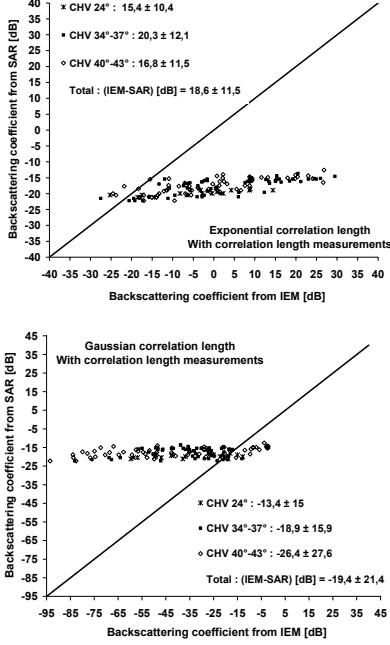 40
35
30
25
20
15
10
5
0
-5
-10
-15
-20
-25
-30
-35
-40
Backscattering coefficient from SAR [dB]
CHV 24° : 15,4 ± 10,4
CHV 34°-37° : 20,3 ± 12,1
CHV 40°-43° : 16,8 ± 11,5
Total : (IEM-SAR) [dB] = 18,6 ± 11,5
Exponential correlation length
With correlation length measurements
-40 -35 -30 -25 -20 -15 -10 -5 0 5 10 15 20 25 30 35 40
Backscattering coefficient from IEM [dB]
45
35
25
15
5
-5
-15
-25
-35
-45
-55
-65
-75
-85
-95
Backscattering coefficient from SAR [dB]
Gaussian correlation length
With correlation length measurements
CHV 24° : -13,4 ± 15
CHV 34°-37° : -18,9 ± 15,9
CHV 40°-43° : -26,4 ± 27,6
Total : (IEM-SAR) [dB] = -19,4 ± 21,4
-95 -85 -75 -65 -55 -45 -35 -25 -15 -5 5 15 25 35 45
Backscattering coefficient from IEM [dB]